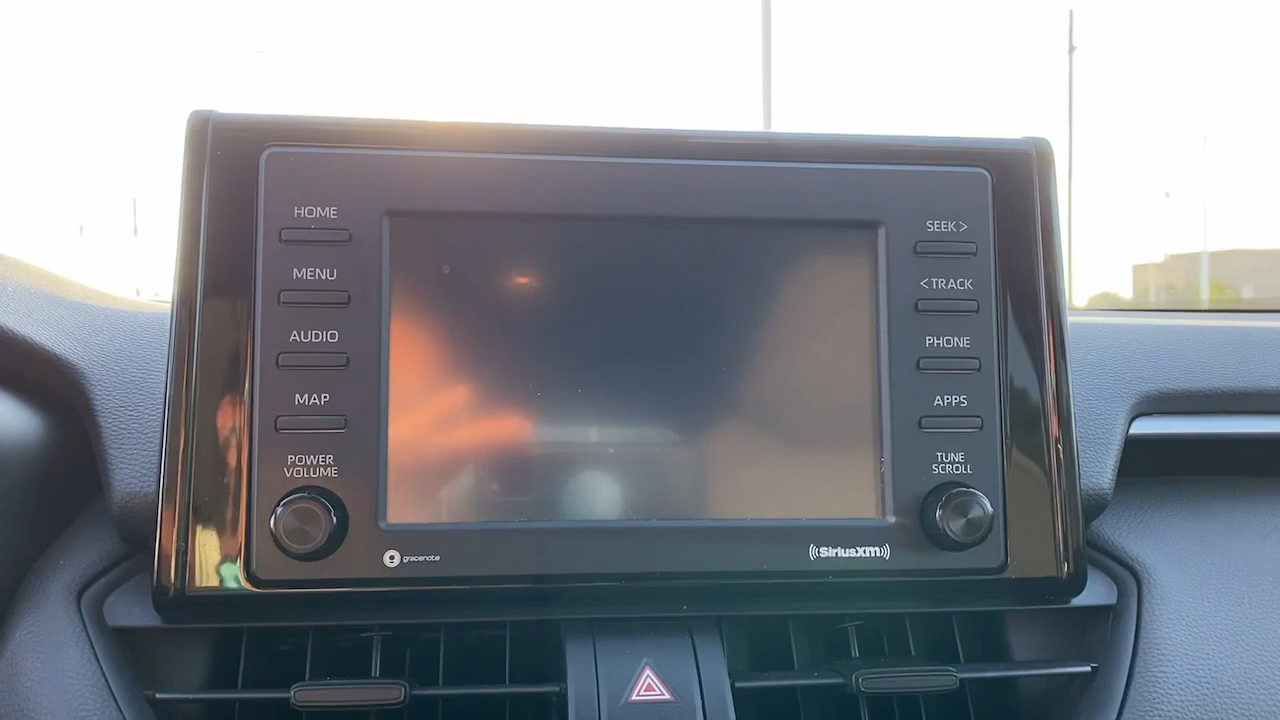 HOME
MENU
AUDIO
MAP
POWER
VOLUME
SEEK >
< TRACK
PHONE
APPS
TUNE
SCROLL
gracenote
SiriusXM